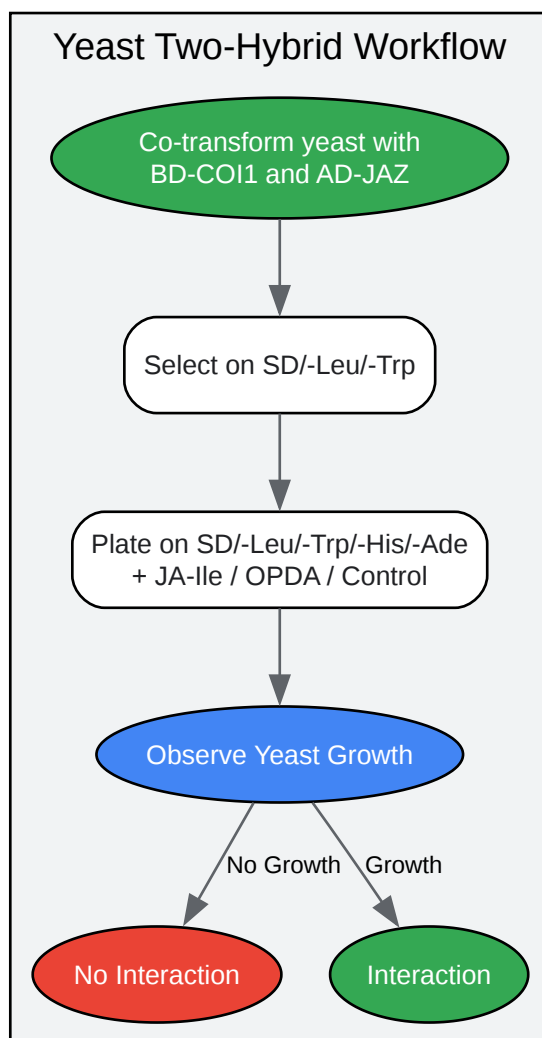 Yeast Two-Hybrid Workflow
Co-transform yeast with
BD-COI1 and AD-JAZ
Select on SD/-Leu/-Trp
Plate on SD/-Leu/-Trp/-His/-Ade
+ JA-Ile / OPDA / Control
Observe Yeast Growth
No Growth
Growth
No Interaction
Interaction